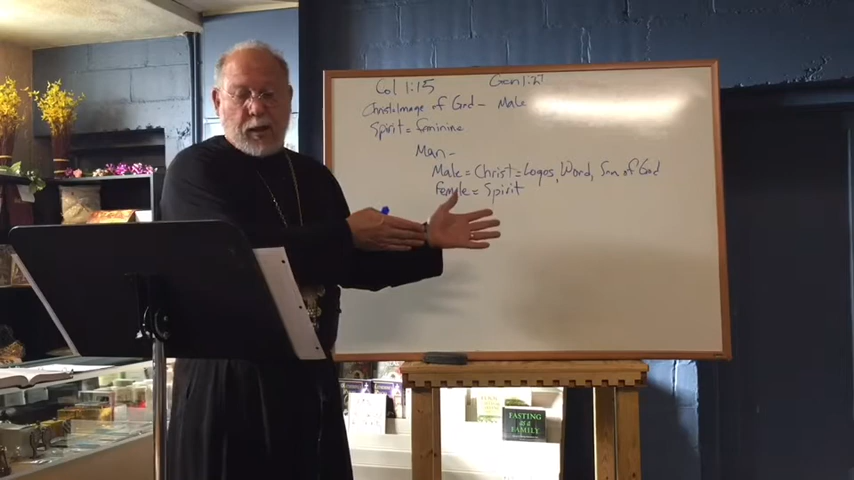 Col 1:15 Gen 1:27
Christ=Image of God - Male
Spirit = Feminine
Man -
Male = Christ = Logos, Word, Son of God
Female = Spirit
FASTING
as a
FAMILY